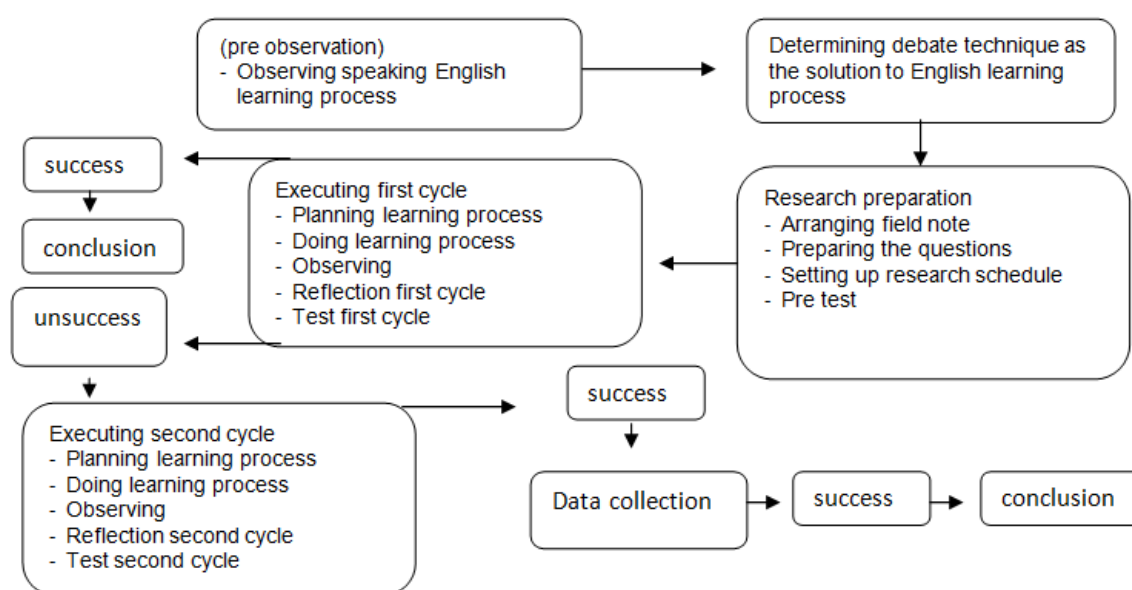 (pre observation)
- Observing speaking English
learning process
Determining debate technique as
the solution to English learning
process
Research preparation
- Arranging field note
- Preparing the questions
- Setting up research schedule
- Pre test
Executing first cycle
- Planning learning process
- Doing learning process
- Observing
- Reflection first cycle
- Test first cycle
success
conclusion
unsuccess
Executing second cycle
- Planning learning process
- Doing learning process
- Observing
- Reflection second cycle
- Test second cycle
success
Data collection
success
conclusion